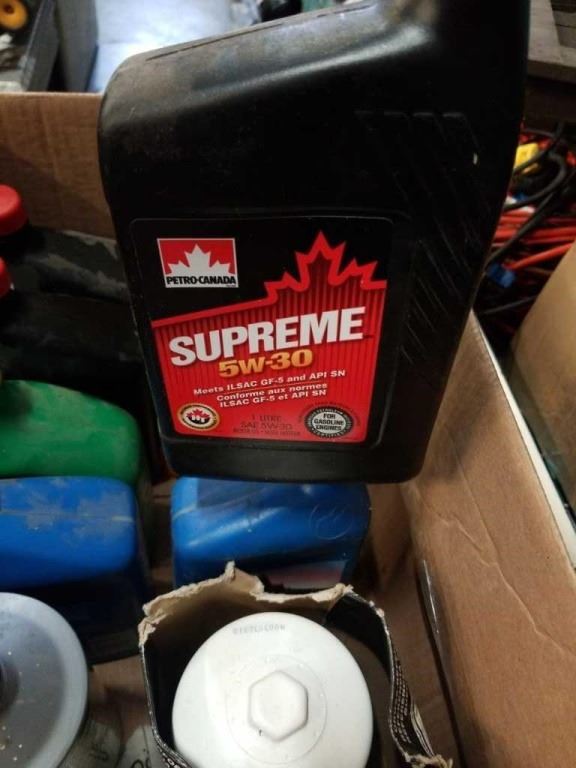 PETRO-CANADA
SUPREME
5W-30
Meets ILSAC GF-5 and API SN
Conforme aux normes
ILSAC GF-5 et API SN
1 LITRE
SAE 5W-30
FOR
GASOLINE
ENGINES